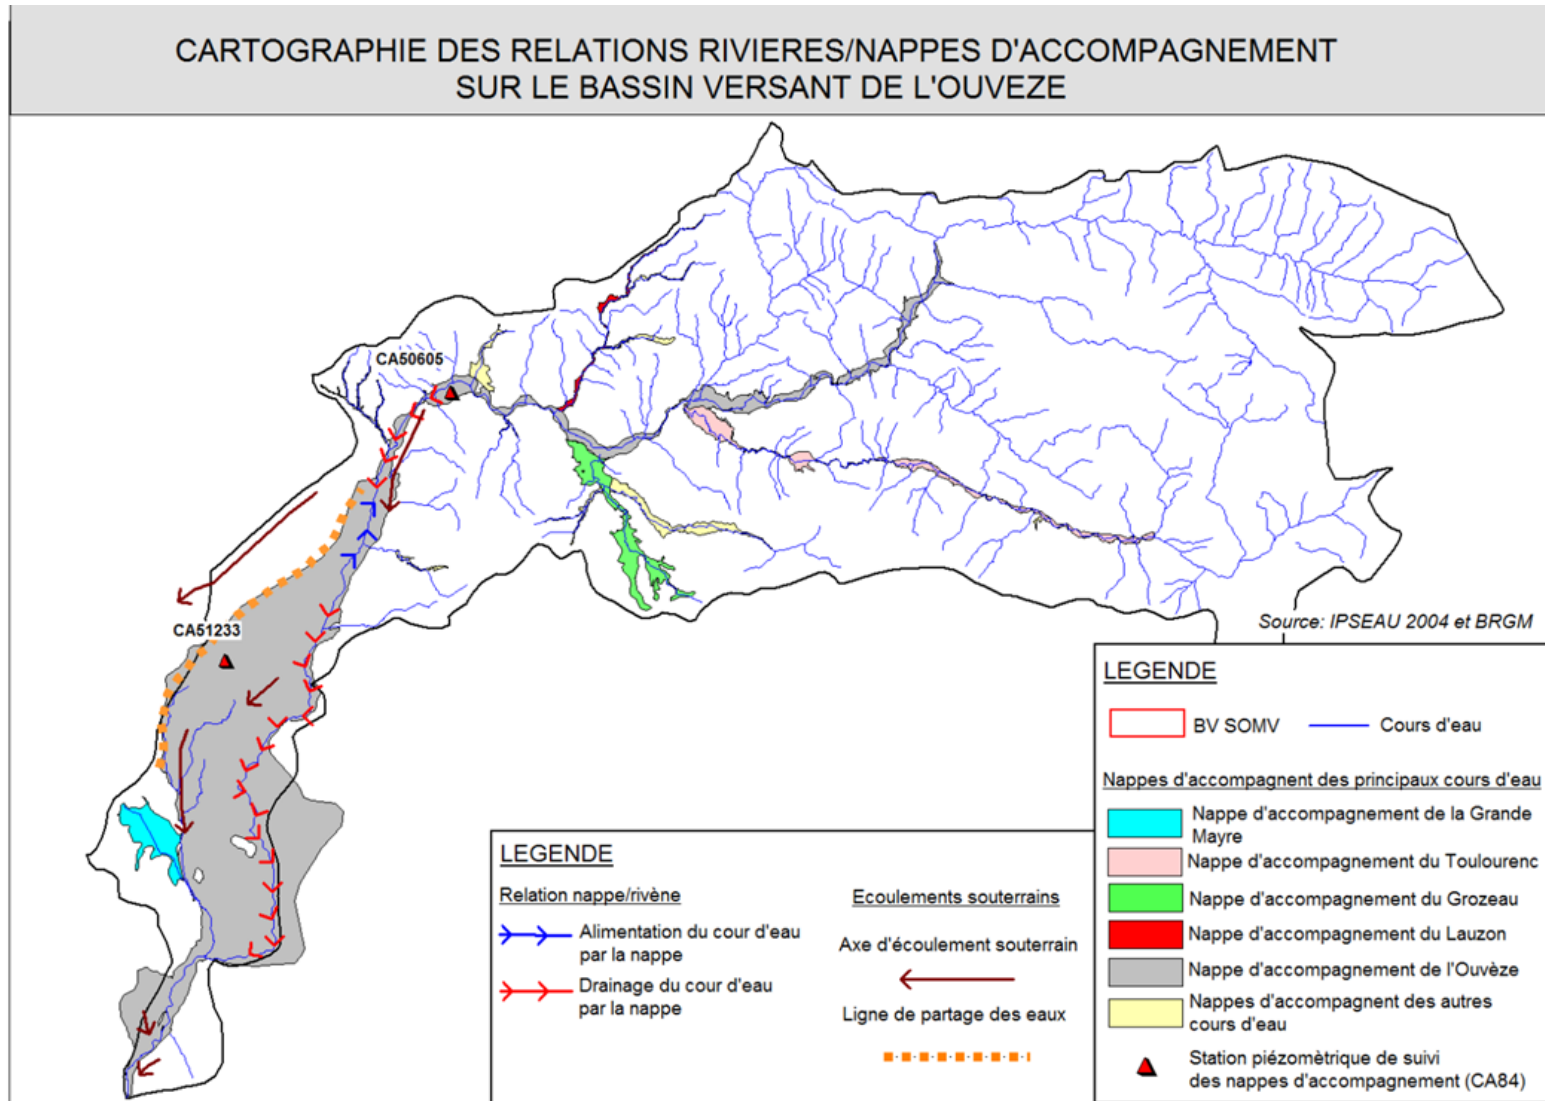 CARTOGRAPHIE DES RELATIONS RIVIERES/NAPPES D'ACCOMPAGNEMENT
SUR LE BASSIN VERSANT DE L'OUVEZE
CA50605
CA51233
Source: IPSEAU 2004 et BRGM
LEGENDE
Relation nappe/rivène
Alimentation du cour d'eau
par la nappe
Drainage du cour d'eau
par la nappe
Ecoulements souterrains
Axe d'écoulement souterrain
Ligne de partage des eaux
LEGENDE
BV SOMV
Cours d'eau
Nappes d'accompagnent des principaux cours d'eau
Nappe d'accompagnement de la Grande
Mayre
Nappe d'accompagnement du Toulourenc
Nappe d'accompagnement du Grozeau
Nappe d'accompagnement du Lauzon
Nappe d'accompagnement de l'Ouvèze
Nappes d'accompagnent des autres
cours d'eau
Station piézomètrique de suivi
des nappes d'accompagnement (CA84)